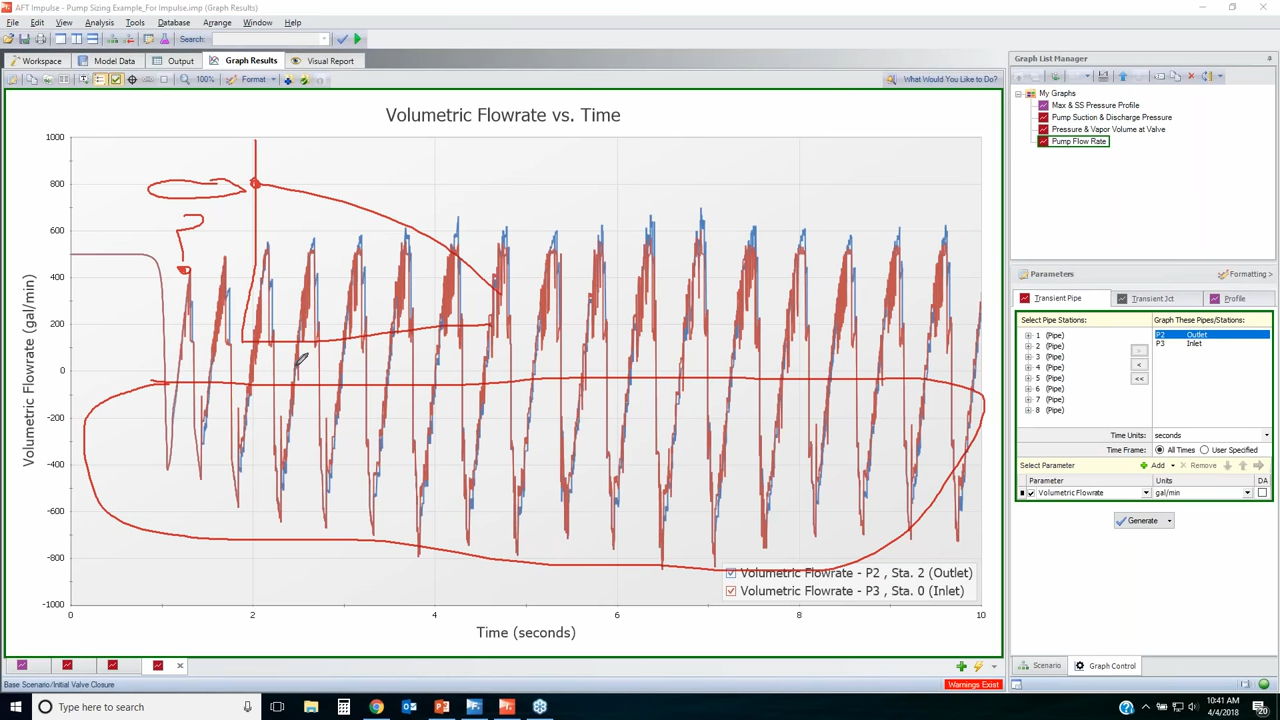 AFT Impulse - Pump Sizing Example_For Impulse.imp (Graph Results)
File Edit View Analysis Tools Database Arrange Window Help
Search:
Workspace Model Data Output Graph Results Visual Report
100% Format What Would You Like to Do?
Volumetric Flowrate vs. Time
Volumetric Flowrate (gal/min)
1000
800
600
400
200
0
-200
-400
-600
-800
-1000
0 2 4 6 8 10
Time (seconds)
Volumetric Flowrate - P2 , Sta. 2 (Outlet)
Volumetric Flowrate - P3 , Sta. 0 (Inlet)
Graph List Manager
My Graphs
Max & SS Pressure Profile
Pump Suction & Discharge Pressure
Pressure & Vapor Volume at Valve
Pump Flow Rate
Parameters Formatting >
Transient Pipe Transient Jct Profile
Select Pipe Stations: Graph These Pipes/Stations:
1 (Pipe) P2 Outlet
2 (Pipe) P3 Inlet
3 (Pipe) >
4 (Pipe) <
5 (Pipe) <<
6 (Pipe)
7 (Pipe)
8 (Pipe)
Time Units: seconds
Time Frame: All Times User Specified
Select Parameter Add Remove
Parameter Units DA
Volumetric Flowrate gal/min
Generate
Scenario Graph Control
Base Scenario/Initial Valve Closure Warnings Exist
Type here to search
10:41 AM
4/4/2018
20